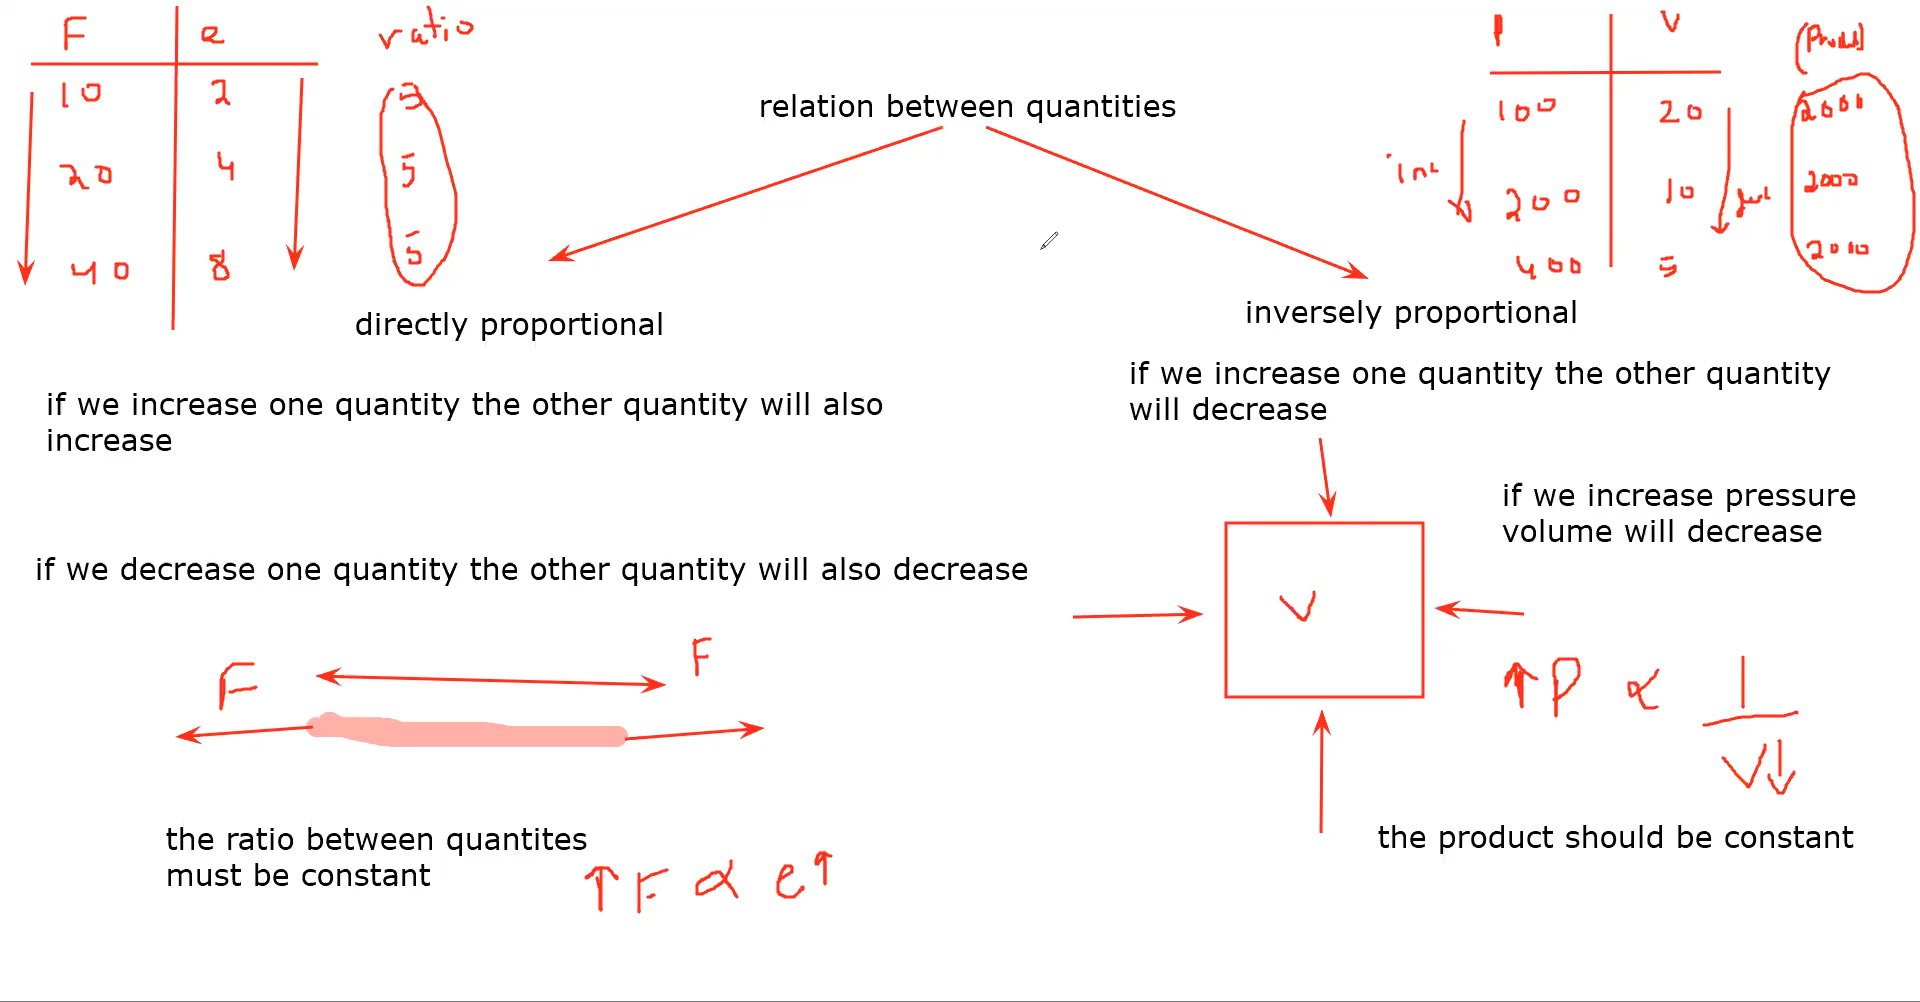 F e ratio
10 2 5
20 4 5
40 8 5
relation between quantities
P V (Product)
100 20 2000
inc
200 10 2000
400 5 2000
directly proportional
inversely proportional
if we increase one quantity the other quantity will also
increase
if we increase one quantity the other quantity
will decrease
if we increase pressure
volume will decrease
if we decrease one quantity the other quantity will also decrease
F F
V
↑P ∝ 1
V↓
the ratio between quantites
must be constant
↑F ∝ e↑
the product should be constant